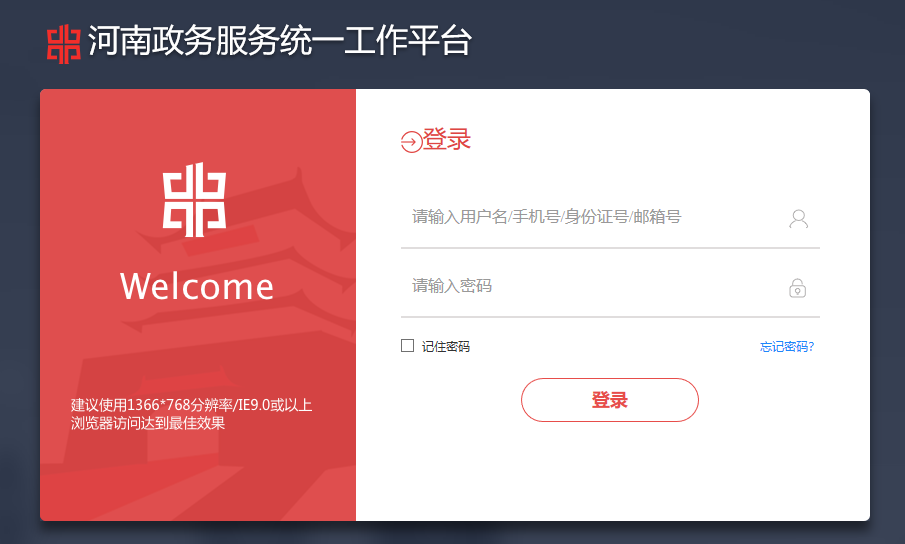 河南政务服务统一工作平台
登录
请输入用户名/手机号/身份证号/邮箱号
Welcome
请输入密码
记住密码
忘记密码?
登录
建议使用1366*768分辨率/IE9.0或以上
浏览器访问达到最佳效果